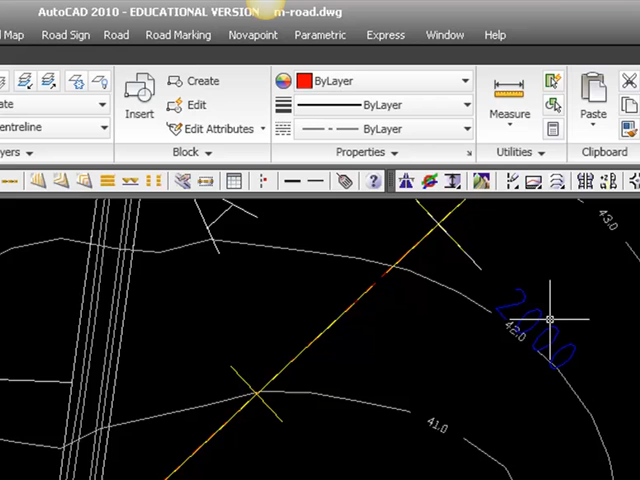 AutoCAD 2010 - EDUCATIONAL VERSION m-road.dwg
Map Road Sign Road Road Marking Novapoint Parametric Express Window Help
Create ByLayer
Edit ByLayer
Insert Measure Paste
entreline Edit Attributes ByLayer
Block Properties Utilities Clipboard
43.0
2000
42.0
41.0